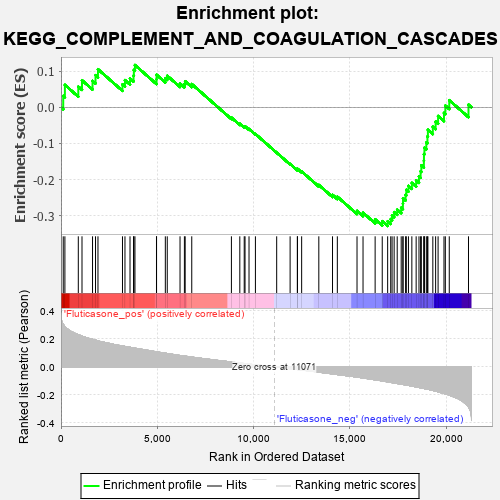 Enrichment plot:
KEGG_COMPLEMENT_AND_COAGULATION_CASCADES
Enrichment score (ES)
0.1
0.0
-0.1
-0.2
-0.3
Ranked list metric (Pearson)
0.4
0.2
0.0
-0.2
-0.4
'Fluticasone_pos' (positively correlated)
Zero cross at 11071
'Fluticasone_neg' (negatively correlated)
0 5,000 10,000 15,000 20,000
Rank in Ordered Dataset
Enrichment profile Hits Ranking metric scores